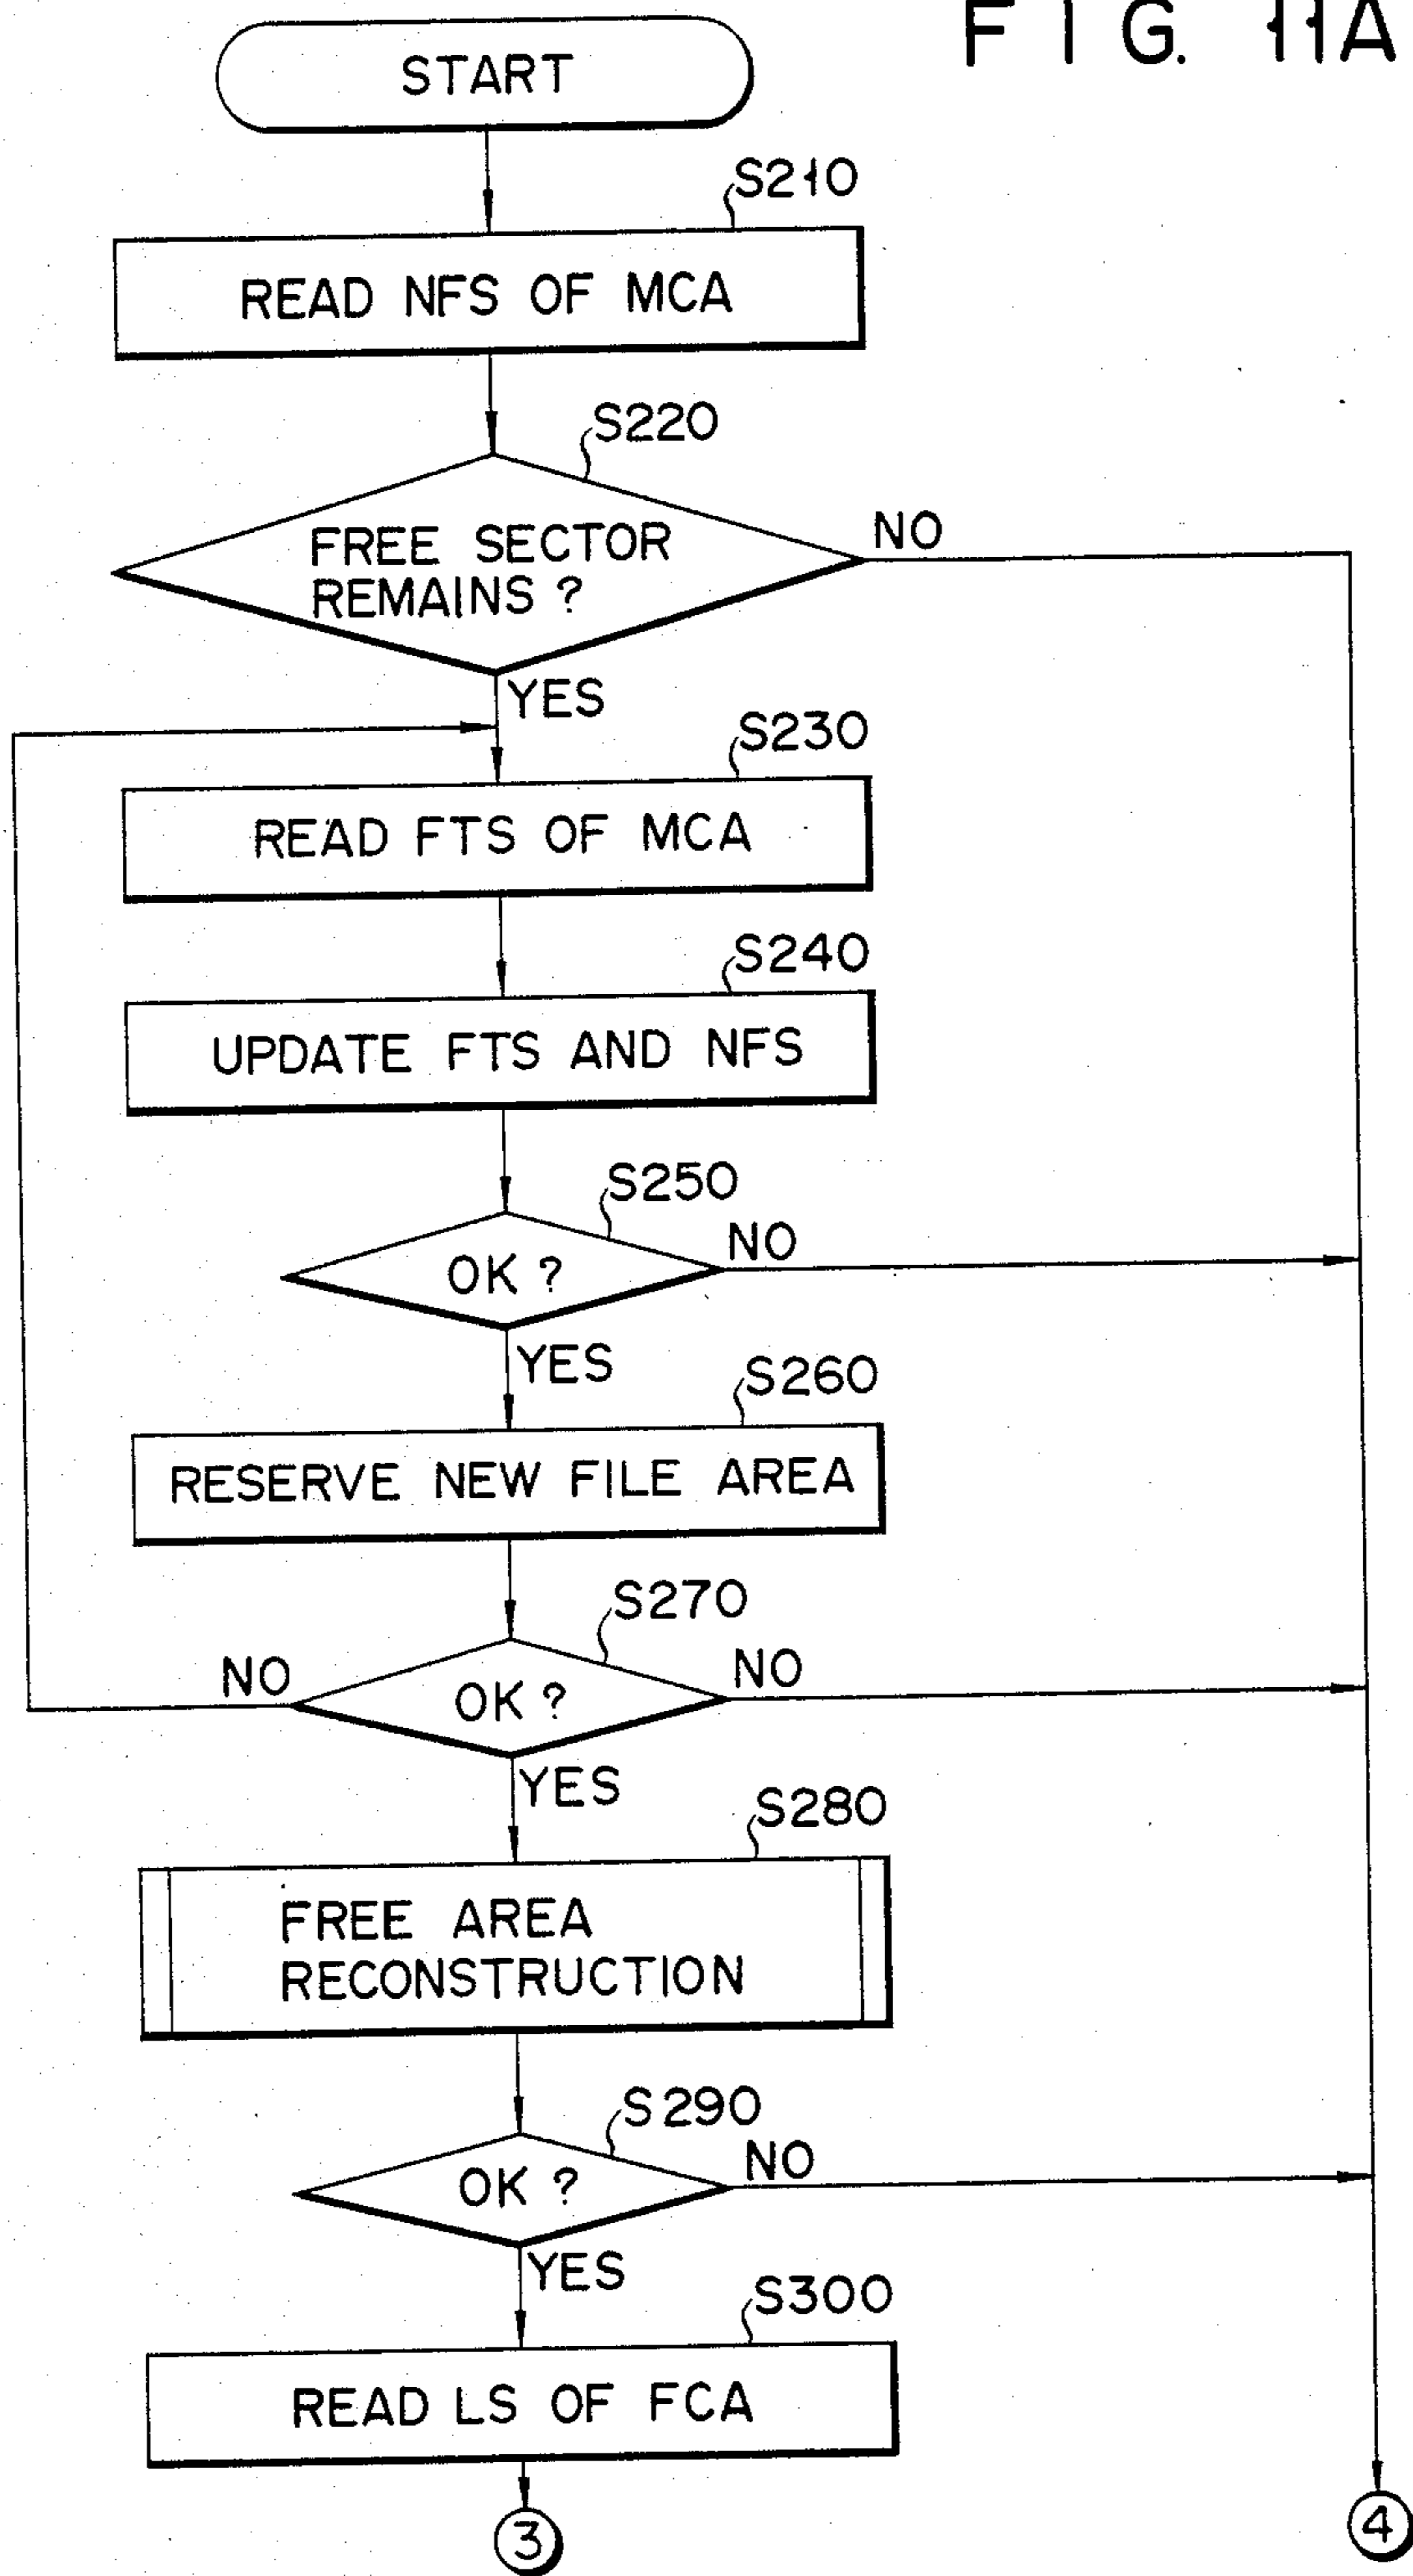 FIG. 11A
START
S210
READ NFS OF MCA
S220
FREE SECTOR
REMAINS ?
NO
YES
S230
READ FTS OF MCA
S240
UPDATE FTS AND NFS
S250
OK ?
NO
YES
S260
RESERVE NEW FILE AREA
S270
NO
OK ?
NO
YES
S280
FREE AREA
RECONSTRUCTION
S290
OK ?
NO
YES
S300
READ LS OF FCA
3
4